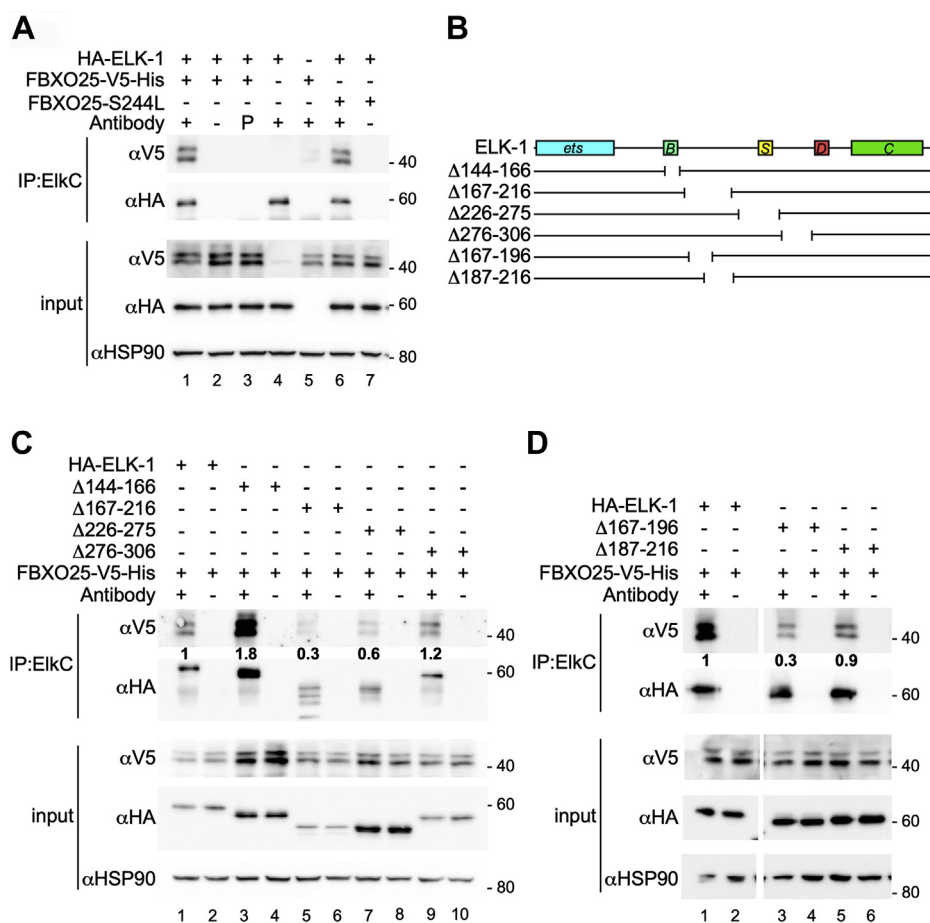 A
HA-ELK-1 + + + + - + +
FBXO25-V5-His + + + - + - -
FBXO25-S244L - - - - - + +
Antibody + - P + + + -
IP:ElkC
αV5 - 40
αHA - 60
input
αV5 - 40
αHA - 60
αHSP90 - 80
1 2 3 4 5 6 7
B
ELK-1 ets B S D C
Δ144-166
Δ167-216
Δ226-275
Δ276-306
Δ167-196
Δ187-216
C
HA-ELK-1 + + - - - - - - - -
Δ144-166 - - + + - - - - - -
Δ167-216 - - - - + + - - - -
Δ226-275 - - - - - - + + - -
Δ276-306 - - - - - - - - + +
FBXO25-V5-His + + + + + + + + + +
Antibody + - + - + - + - + -
IP:ElkC
αV5 - 40
1 1.8 0.3 0.6 1.2
αHA - 60
input
αV5 - 40
αHA - 60
αHSP90 - 80
1 2 3 4 5 6 7 8 9 10
D
HA-ELK-1 + + - - - -
Δ167-196 - - + + - -
Δ187-216 - - - - + +
FBXO25-V5-His + + + + + +
Antibody + - + - + -
IP:ElkC
αV5 - 40
1 0.3 0.9
αHA - 60
input
αV5 - 40
αHA - 60
αHSP90 - 80
1 2 3 4 5 6